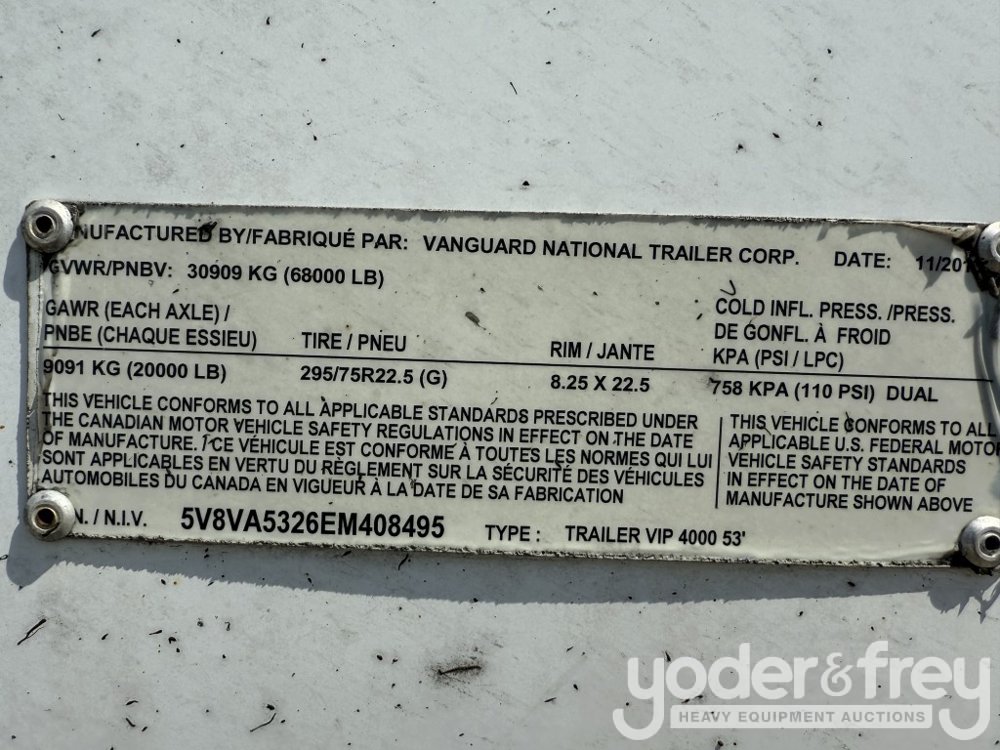 NUFACTURED BY/FABRIQUÉ PAR: VANGUARD NATIONAL TRAILER CORP. DATE: 11/201
GVWR/PNBV: 30909 KG (68000 LB)
GAWR (EACH AXLE) /
PNBE (CHAQUE ESSIEU)
TIRE / PNEU
RIM / JANTE
COLD INFL. PRESS. /PRESS.
DE GONFL. À FROID
KPA (PSI / LPC)
9091 KG (20000 LB) 295/75R22.5 (G) 8.25 X 22.5 758 KPA (110 PSI) DUAL
THIS VEHICLE CONFORMS TO ALL APPLICABLE STANDARDS PRESCRIBED UNDER
THE CANADIAN MOTOR VEHICLE SAFETY REGULATIONS IN EFFECT ON THE DATE
OF MANUFACTURE. / CE VÉHICULE EST CONFORME À TOUTES LES NORMES QUI LUI
SONT APPLICABLES EN VERTU DU RÈGLEMENT SUR LA SÉCURITÉ DES VÉHICULES
AUTOMOBILES DU CANADA EN VIGUEUR À LA DATE DE SA FABRICATION
THIS VEHICLE CONFORMS TO ALL
APPLICABLE U.S. FEDERAL MOTOR
VEHICLE SAFETY STANDARDS
IN EFFECT ON THE DATE OF
MANUFACTURE SHOWN ABOVE
N. / N.I.V. 5V8VA5326EM408495 TYPE : TRAILER VIP 4000 53'
yoder&frey
HEAVY EQUIPMENT AUCTIONS